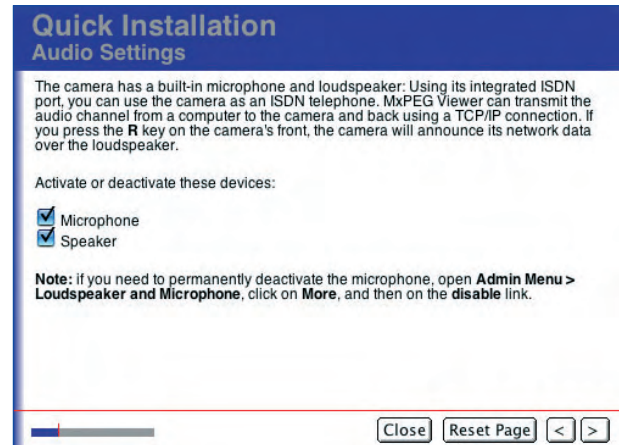 Quick Installation
Audio Settings
The camera has a built-in microphone and loudspeaker: Using its integrated ISDN
port, you can use the camera as an ISDN telephone. MxPEG Viewer can transmit the
audio channel from a computer to the camera and back using a TCP/IP connection. If
you press the R key on the camera's front, the camera will announce its network data
over the loudspeaker.
Activate or deactivate these devices:
Microphone
Speaker
Note: if you need to permanently deactivate the microphone, open Admin Menu >
Loudspeaker and Microphone, click on More, and then on the disable link.
Close Reset Page < >